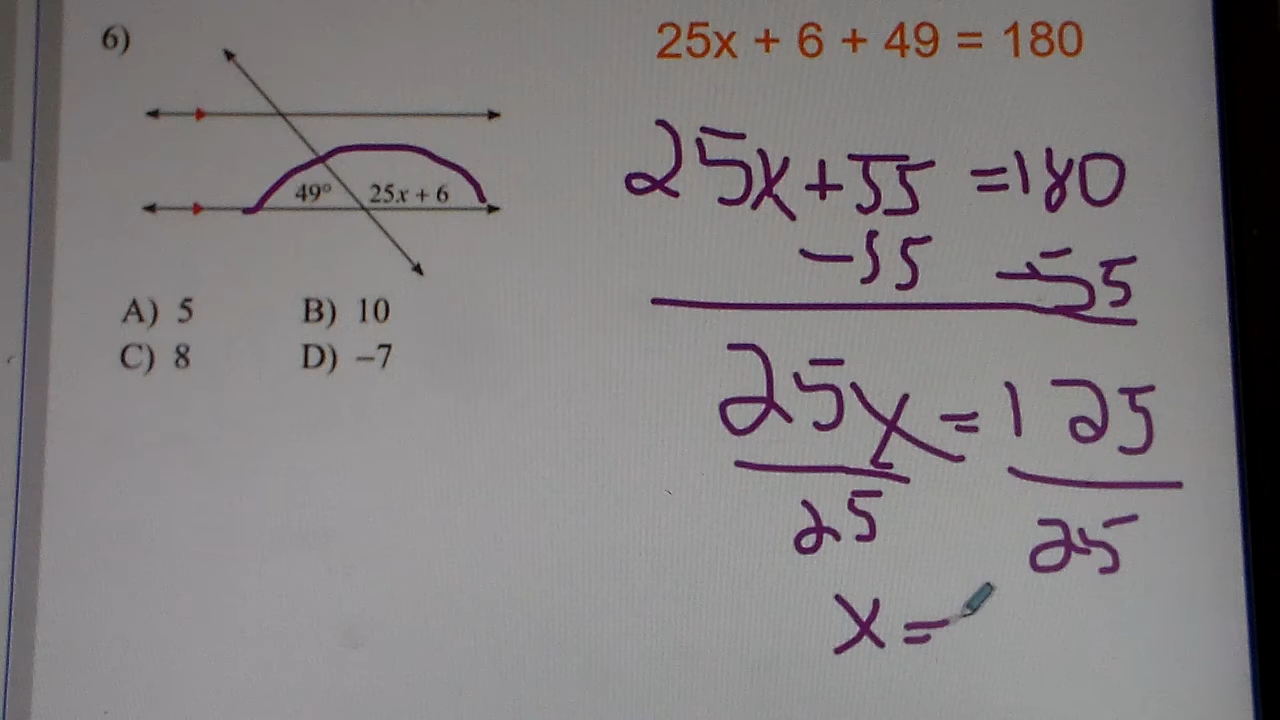 6)
49° 25x + 6
A) 5 B) 10
C) 8 D) −7
25x + 6 + 49 = 180
25x+55 =180
−55 −55
25x=125
25 25
x=